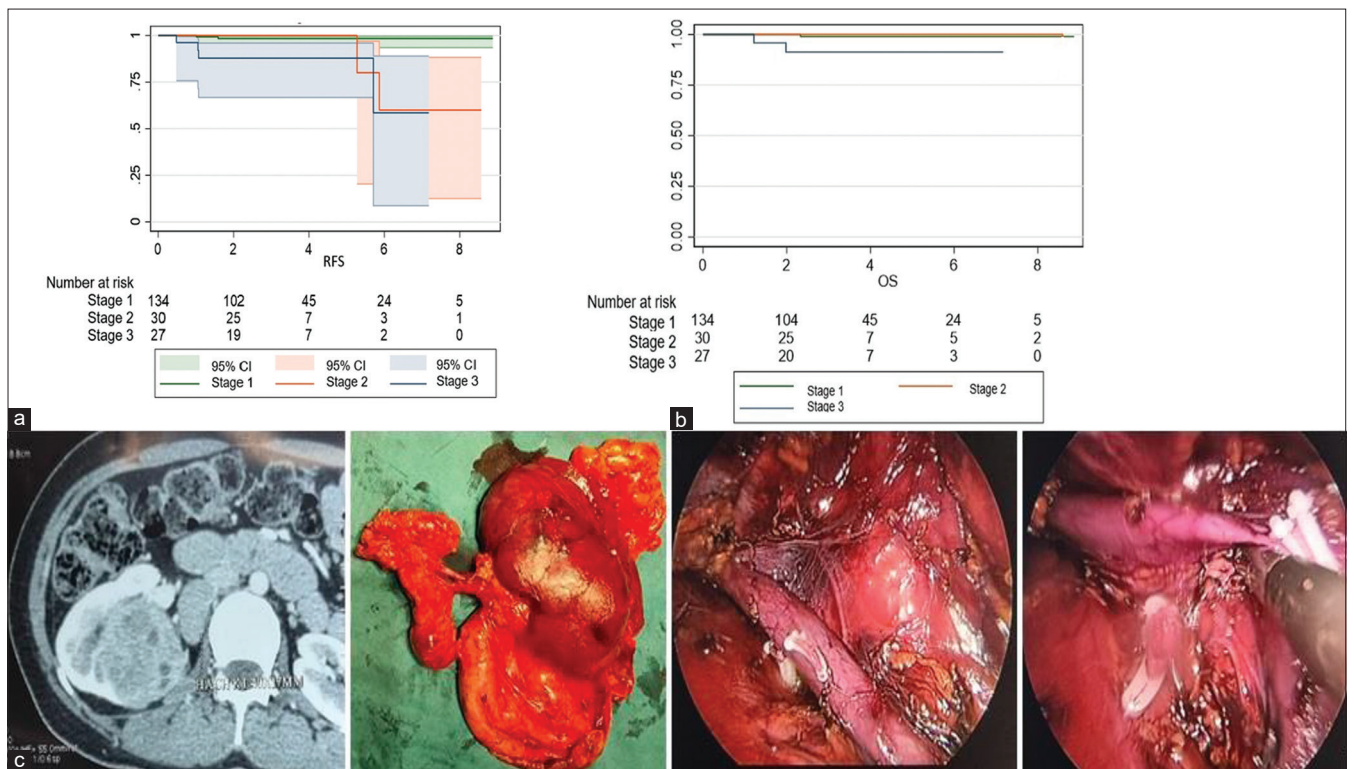 1
.75
.5
.25
0
0 2 4 6 8
RFS
Number at risk
Stage 1 134 102 45 24 5
Stage 2 30 25 7 3 1
Stage 3 27 19 7 2 0
95% CI 95% CI 95% CI
Stage 1 Stage 2 Stage 3
a
1.00
0.75
0.50
0.25
0.00
0 2 4 6 8
OS
Number at risk
Stage 1 134 104 45 24 5
Stage 2 30 25 7 5 2
Stage 3 27 20 7 3 0
Stage 1 Stage 2
Stage 3
b
8.8cm
c